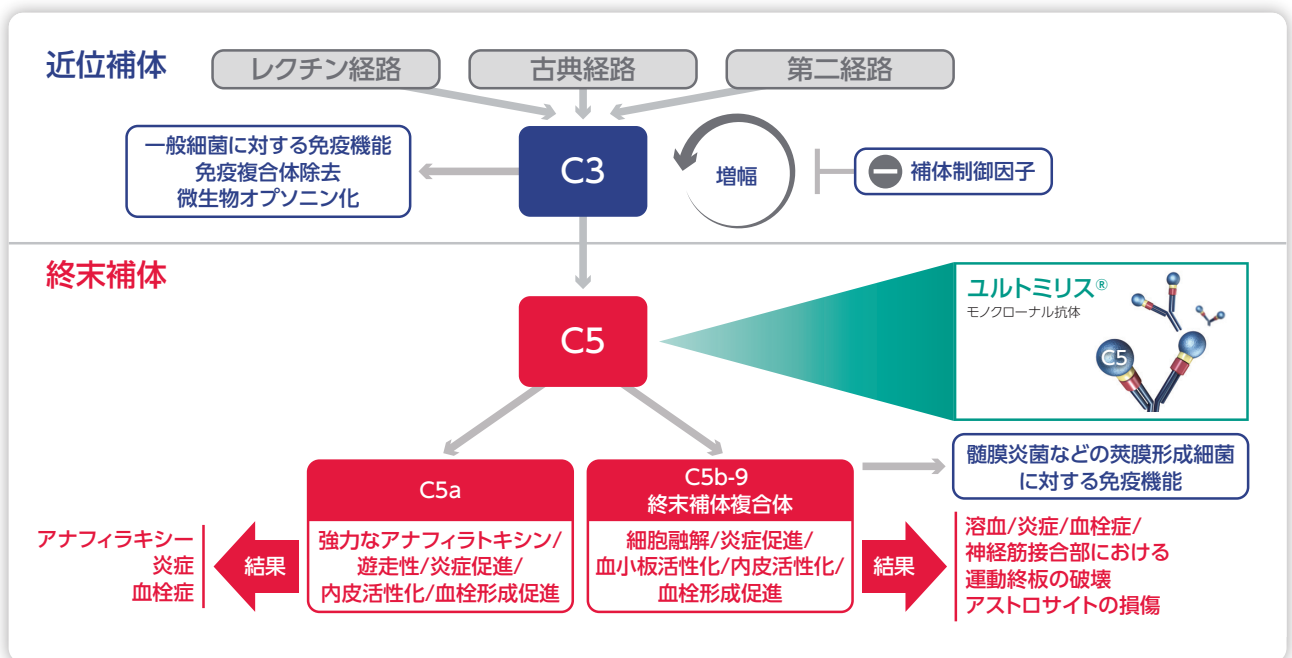 近位補体
レクチン経路
古典経路
第二経路
一般細菌に対する免疫機能
免疫複合体除去
微生物オプソニン化
C3
増幅
補体制御因子
終末補体
C5
ユルトミリス®
モノクローナル抗体
C5
C5a
強力なアナフィラトキシン/
遊走性/炎症促進/
内皮活性化/血栓形成促進
C5b-9
終末補体複合体
細胞融解/炎症促進/
血小板活性化/内皮活性化/
血栓形成促進
髄膜炎菌などの莢膜形成細菌
に対する免疫機能
結果
アナフィラキシー
炎症
血栓症
結果
溶血/炎症/血栓症/
神経筋接合部における
運動終板の破壊
アストロサイトの損傷